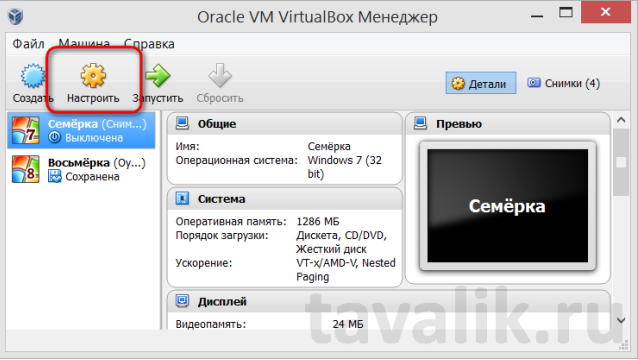 Oracle VM VirtualBox Менеджер
Файл Машина Справка
Создать Настроить Запустить Сбросить
Детали Снимки (4)
7 Семёрка (Сним...)
Выключена
8 Восьмёрка (Оу...)
Сохранена
Общие
Имя: Семёрка
Операционная система: Windows 7 (32 bit)
Система
Оперативная память: 1286 МБ
Порядок загрузки: Дискета, CD/DVD,
Жесткий диск
Ускорение: VT-x/AMD-V, Nested
Paging
Дисплей
Видеопамять: 24 МБ
Превью
Семёрка
tavalik.ru